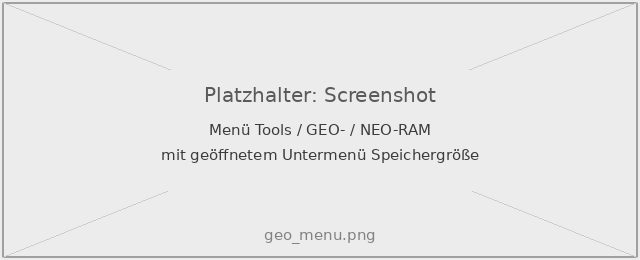 Platzhalter: Screenshot
Menü Tools / GEO- / NEO-RAM
mit geöffnetem Untermenü Speichergröße
geo_menu.png